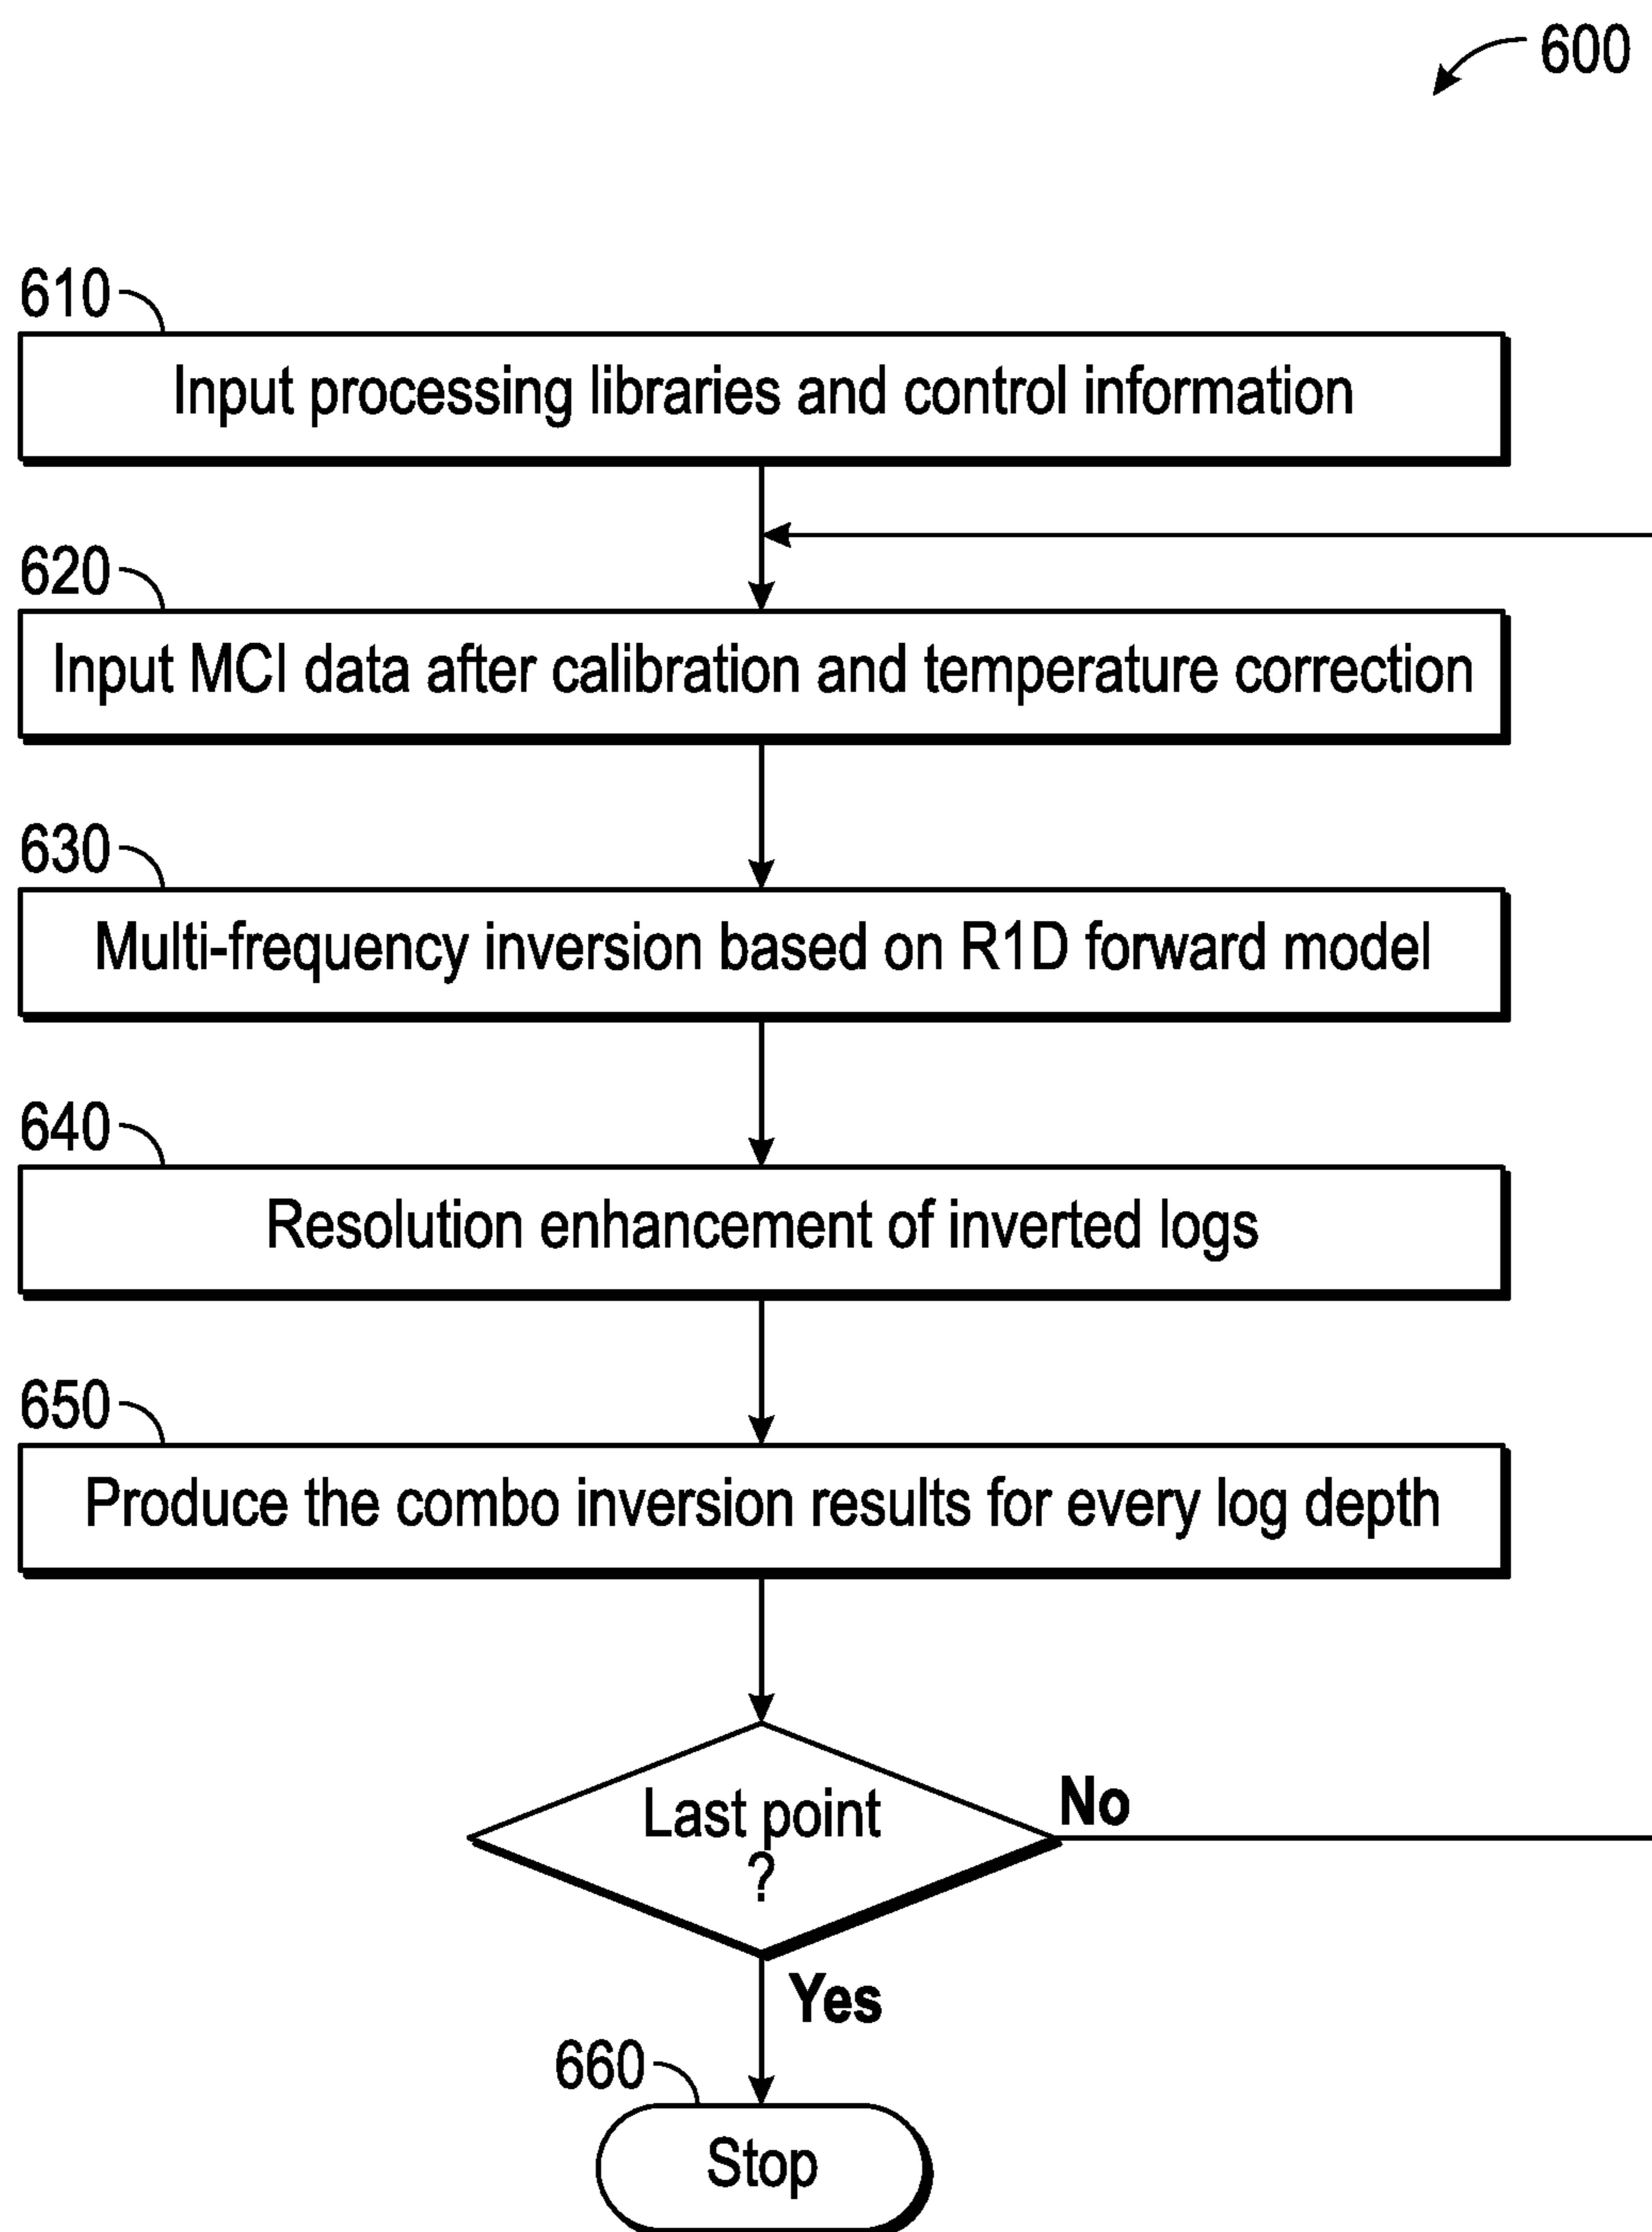 600
610
Input processing libraries and control information
620
Input MCI data after calibration and temperature correction
630
Multi-frequency inversion based on R1D forward model
640
Resolution enhancement of inverted logs
650
Produce the combo inversion results for every log depth
Last point
?
No
Yes
660
Stop